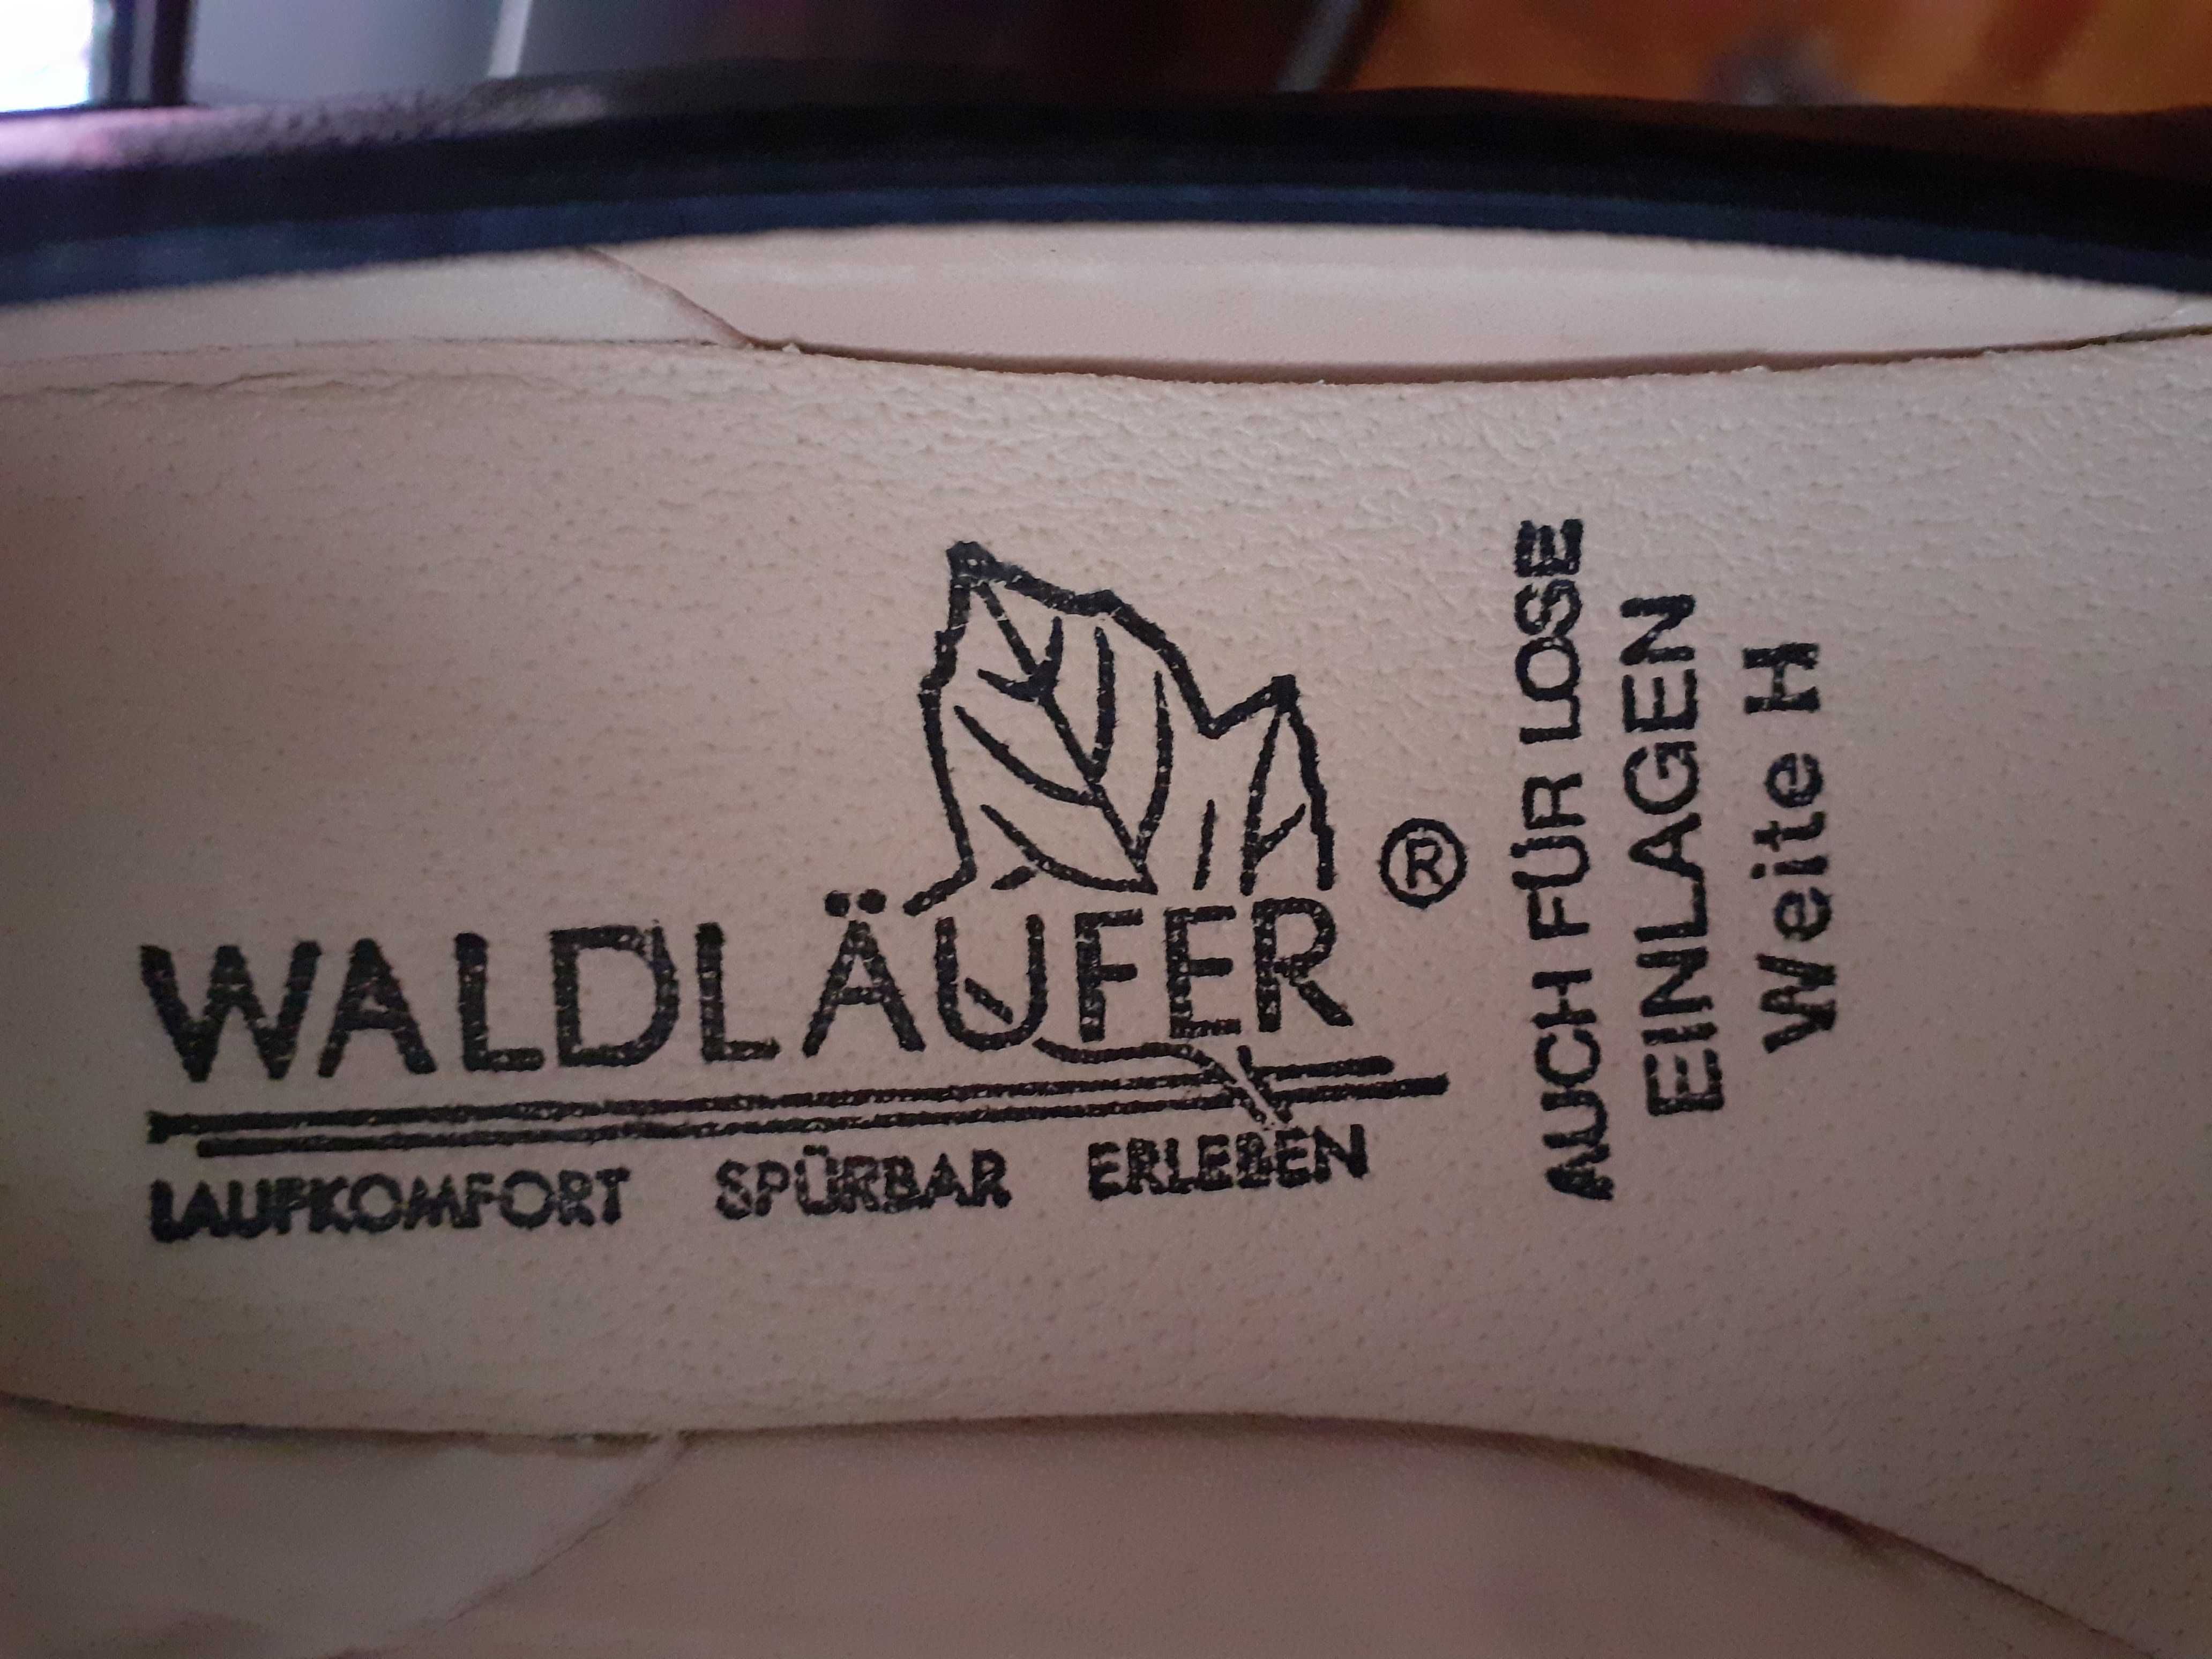 WALDLÄUFER ®
LAUFKOMFORT SPÜRBAR ERLEBEN
AUCH FÜR LOSE
EINLAGEN
Weite H